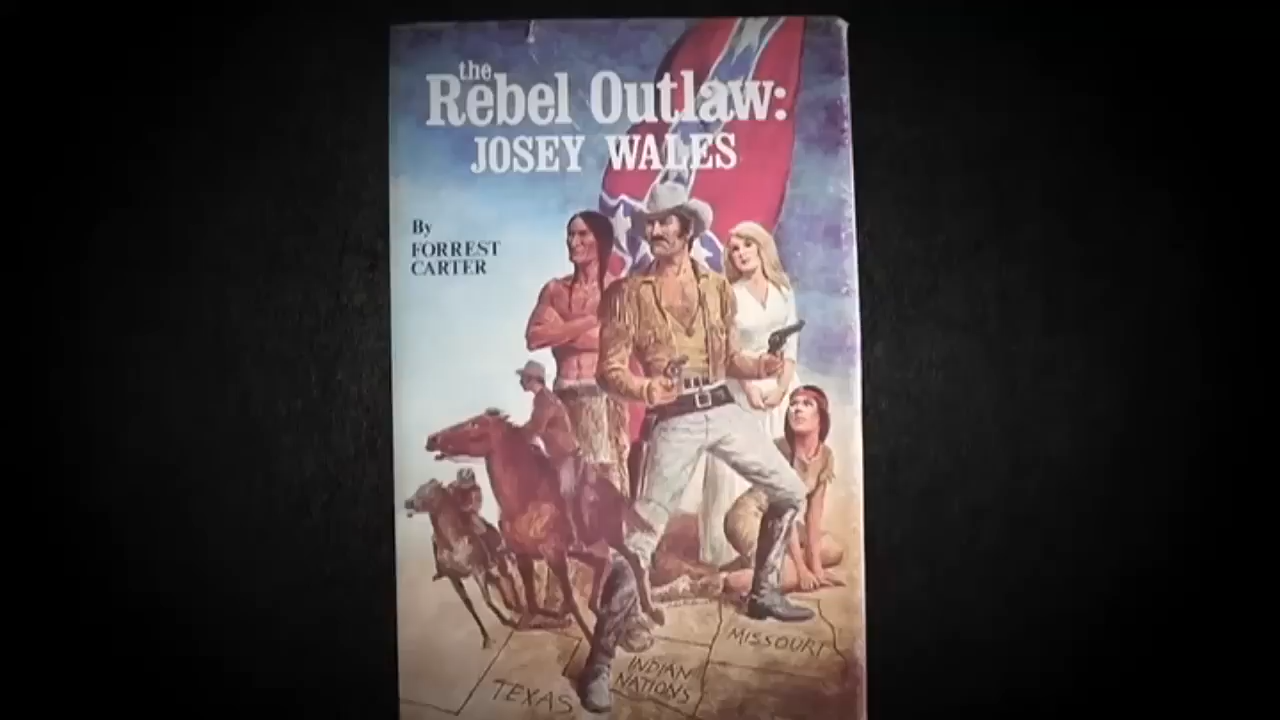 the
Rebel Outlaw:
JOSEY WALES
By
FORREST
CARTER
MISSOURI
INDIAN
NATIONS
TEXAS